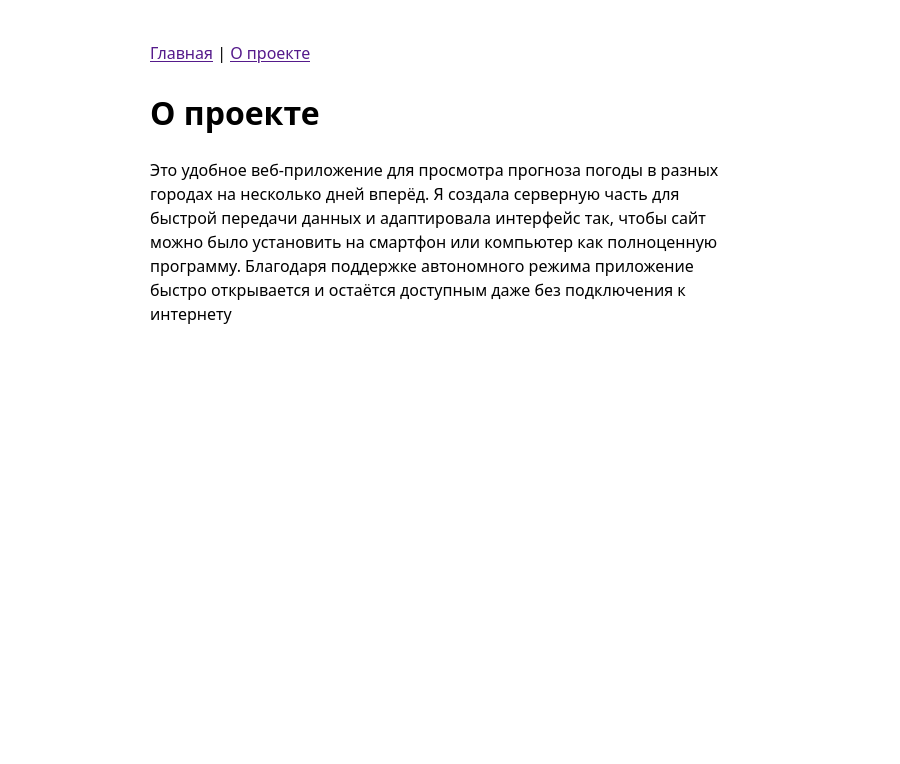 Главная | О проекте
О проекте
Это удобное веб-приложение для просмотра прогноза погоды в разных
городах на несколько дней вперёд. Я создала серверную часть для
быстрой передачи данных и адаптировала интерфейс так, чтобы сайт
можно было установить на смартфон или компьютер как полноценную
программу. Благодаря поддержке автономного режима приложение
быстро открывается и остаётся доступным даже без подключения к
интернету